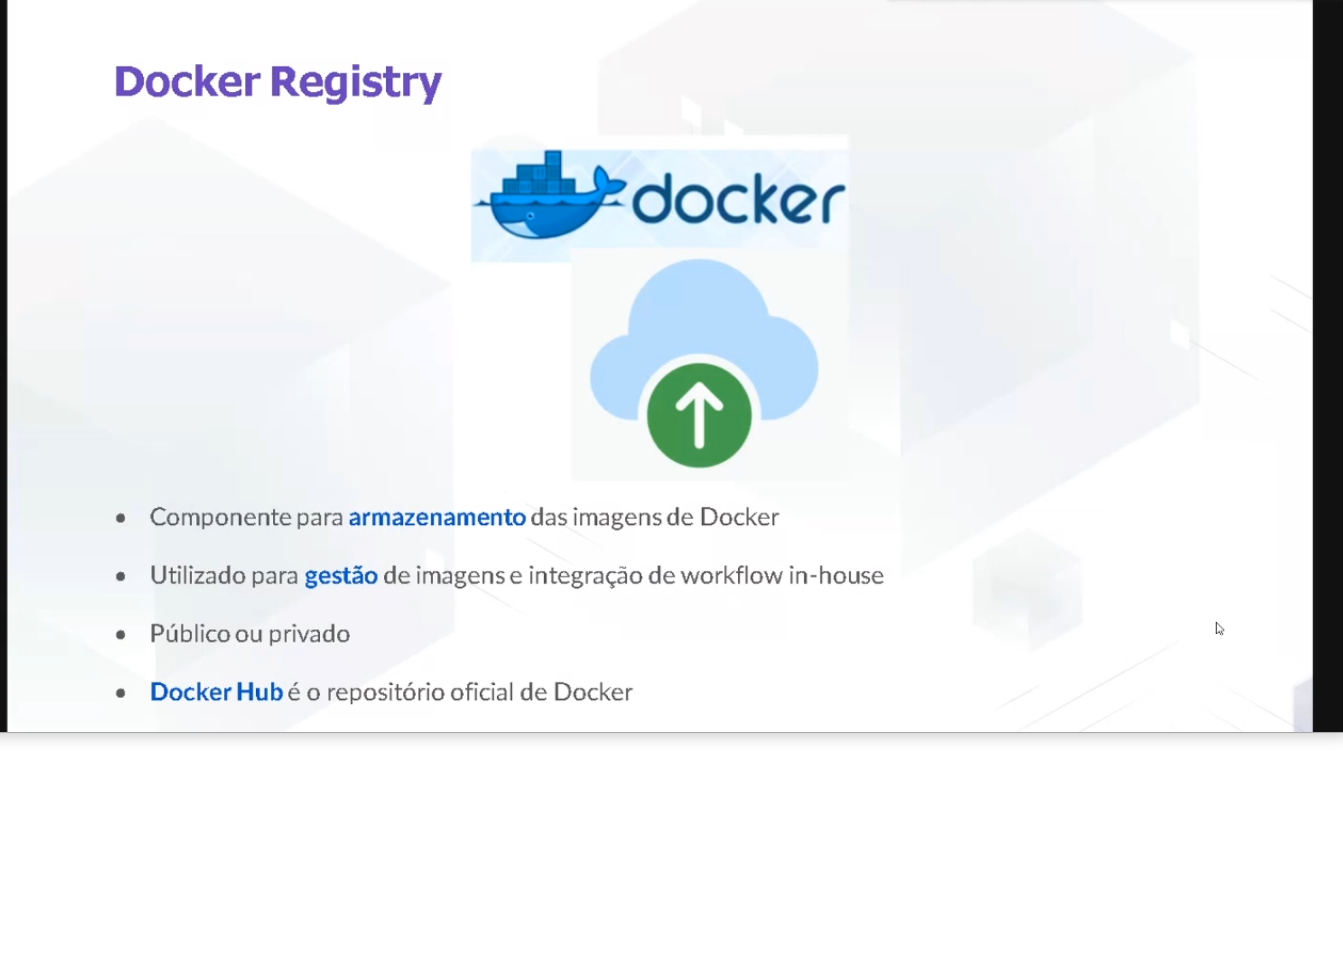 Docker Registry
docker
• Componente para armazenamento das imagens de Docker
• Utilizado para gestão de imagens e integração de workflow in-house
• Público ou privado
• Docker Hub é o repositório oficial de Docker